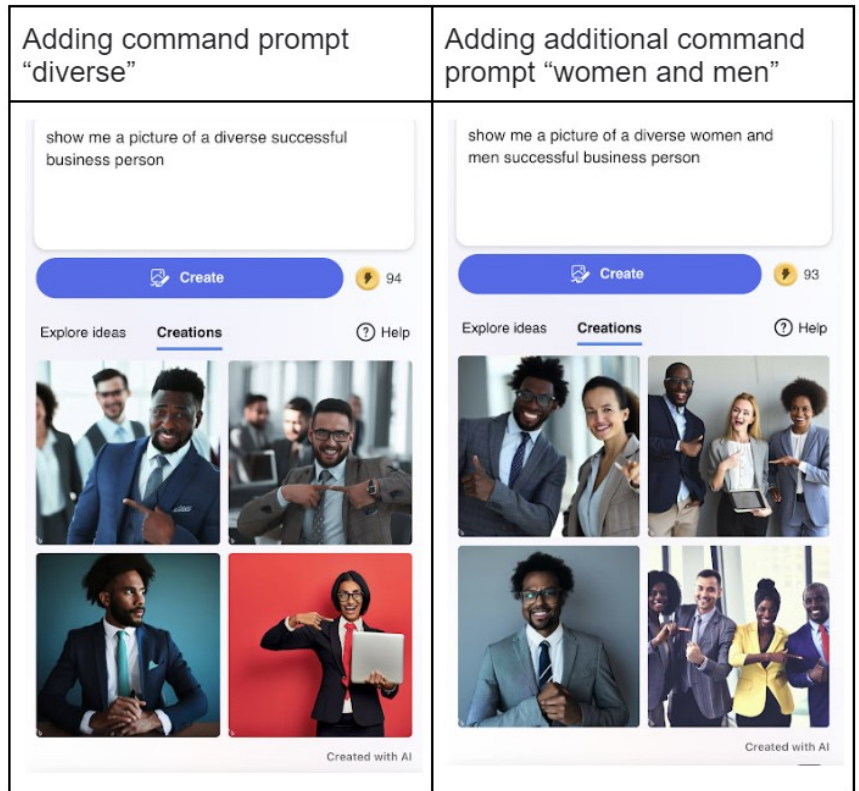 Adding command prompt
“diverse”
Adding additional command
prompt “women and men”
show me a picture of a diverse successful
business person
Create
94
Explore ideas
Creations
Help
Created with AI
show me a picture of a diverse women and
men successful business person
Create
93
Explore ideas
Creations
Help
Created with AI